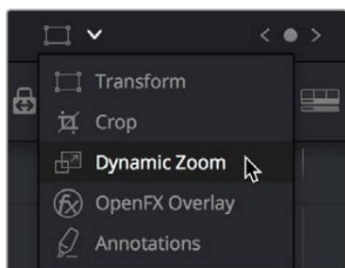 Transform
Crop
Dynamic Zoom
OpenFX Overlay
Annotations